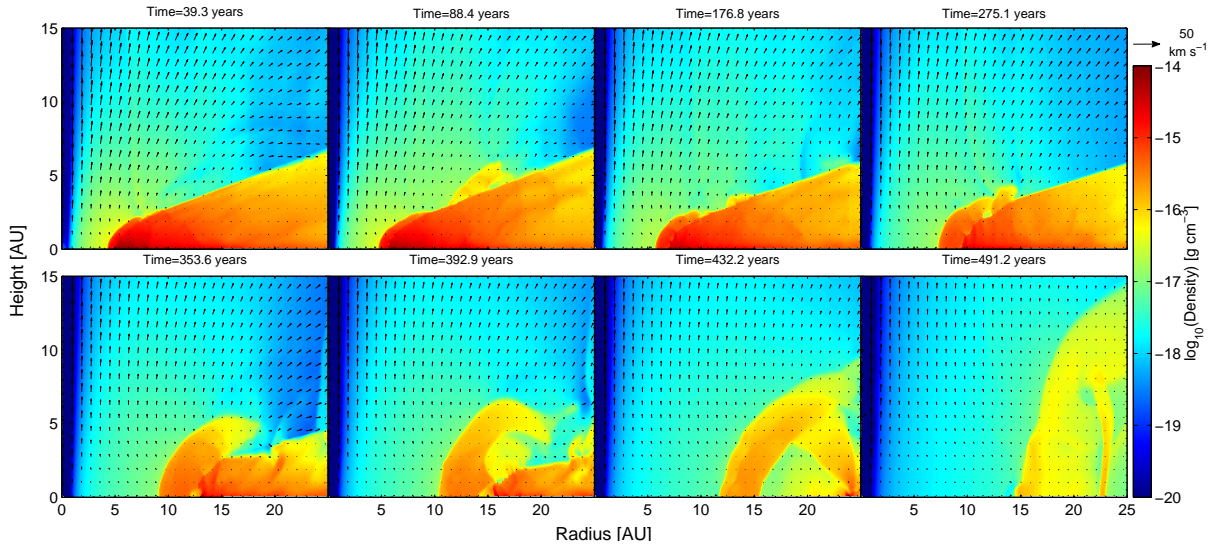 Time=39.3 years
Time=88.4 years
Time=176.8 years
Time=275.1 years
50
km s⁻¹
15
10
5
0
−14
−15
−16
−17
−18
−19
−20
log₁₀(Density) [g cm⁻³]
Height [AU]
Time=353.6 years
Time=392.9 years
Time=432.2 years
Time=491.2 years
15
10
5
0
0 5 10 15 20 5 10 15 20 5 10 15 20 5 10 15 20 25
Radius [AU]